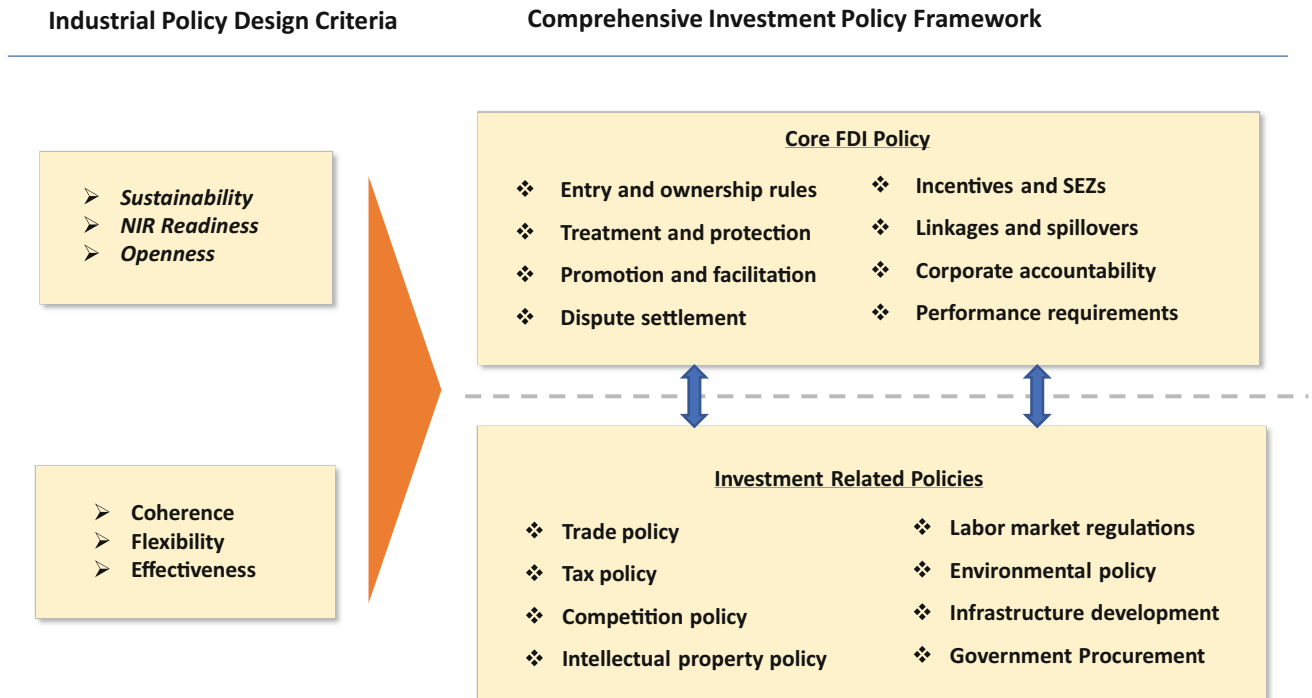 Industrial Policy Design Criteria
Comprehensive Investment Policy Framework
Sustainability
NIR Readiness
Openness
Coherence
Flexibility
Effectiveness
Core FDI Policy
Entry and ownership rules
Treatment and protection
Promotion and facilitation
Dispute settlement
Incentives and SEZs
Linkages and spillovers
Corporate accountability
Performance requirements
Investment Related Policies
Trade policy
Tax policy
Competition policy
Intellectual property policy
Labor market regulations
Environmental policy
Infrastructure development
Government Procurement